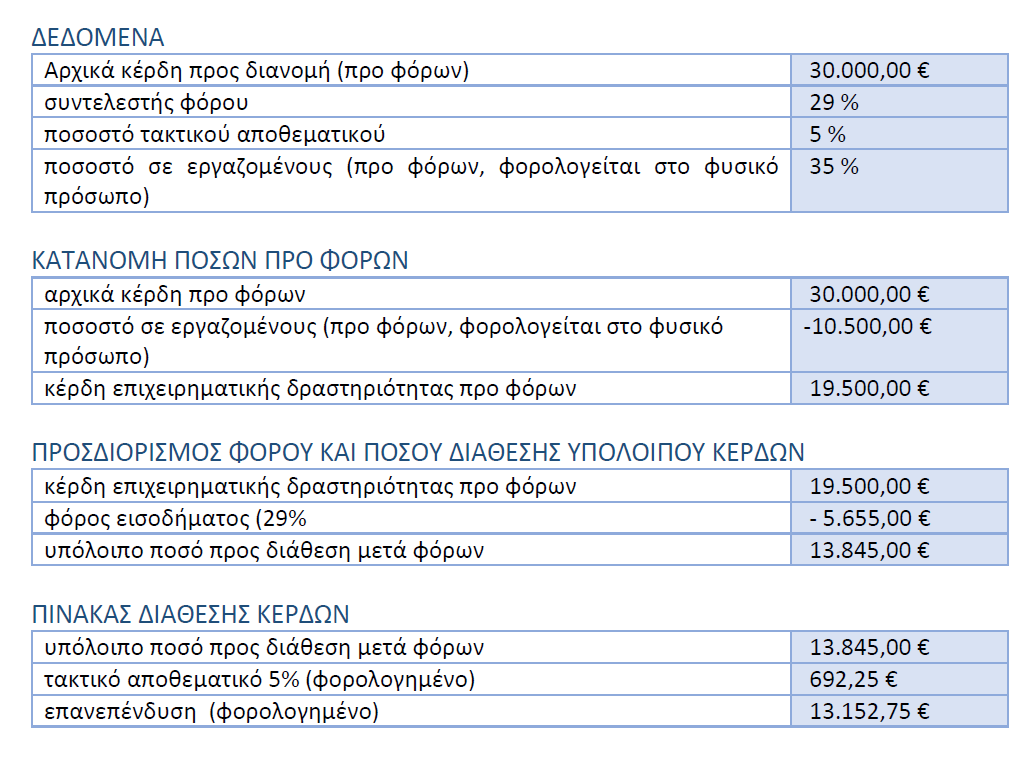 ΔΕΔΟΜΕΝΑ
Αρχικά κέρδη προς διανομή (προ φόρων) 30.000,00 €
συντελεστής φόρου 29 %
ποσοστό τακτικού αποθεματικού 5 %
ποσοστό σε εργαζομένους (προ φόρων, φορολογείται στο φυσικό 35 %
πρόσωπο)
ΚΑΤΑΝΟΜΗ ΠΟΣΩΝ ΠΡΟ ΦΟΡΩΝ
αρχικά κέρδη προ φόρων 30.000,00 €
ποσοστό σε εργαζομένους (προ φόρων, φορολογείται στο φυσικό -10.500,00 €
πρόσωπο)
κέρδη επιχειρηματικής δραστηριότητας προ φόρων 19.500,00 €
ΠΡΟΣΔΙΟΡΙΣΜΟΣ ΦΟΡΟΥ ΚΑΙ ΠΟΣΟΥ ΔΙΑΘΕΣΗΣ ΥΠΟΛΟΙΠΟΥ ΚΕΡΔΩΝ
κέρδη επιχειρηματικής δραστηριότητας προ φόρων 19.500,00 €
φόρος εισοδήματος (29% - 5.655,00 €
υπόλοιπο ποσό προς διάθεση μετά φόρων 13.845,00 €
ΠΙΝΑΚΑΣ ΔΙΑΘΕΣΗΣ ΚΕΡΔΩΝ
υπόλοιπο ποσό προς διάθεση μετά φόρων 13.845,00 €
τακτικό αποθεματικό 5% (φορολογημένο) 692,25 €
επανεπένδυση (φορολογημένο) 13.152,75 €